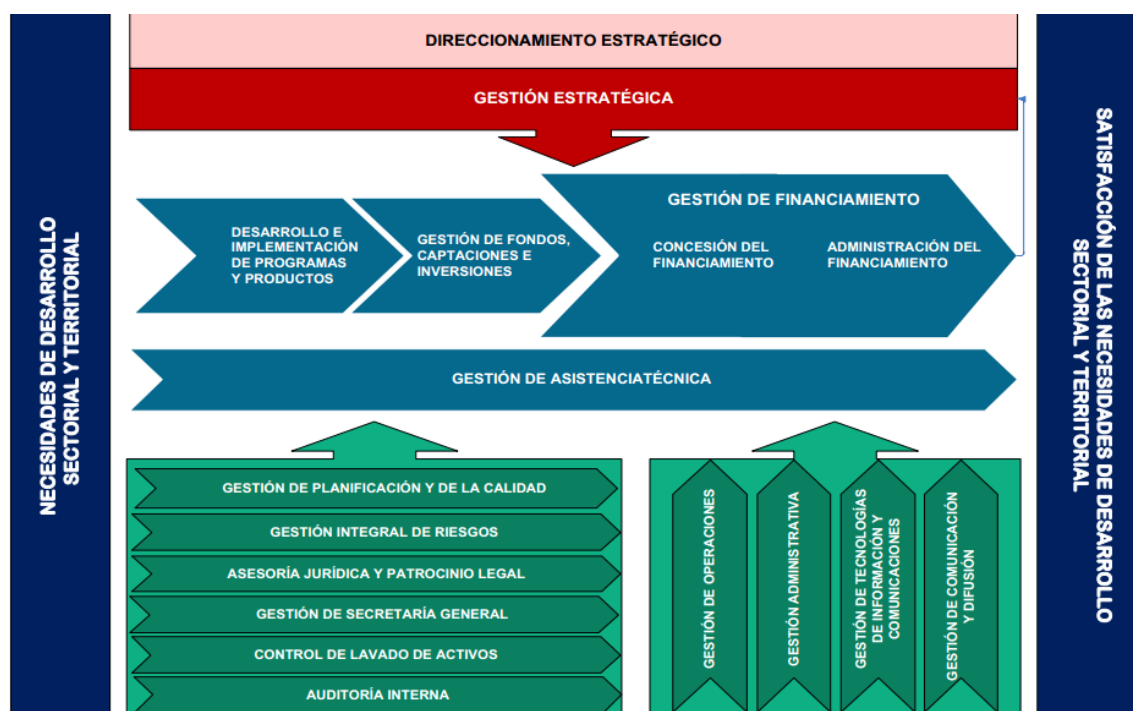 NECESIDADES DE DESARROLLO
SECTORIAL Y TERRITORIAL
DIRECCIONAMIENTO ESTRATÉGICO
GESTIÓN ESTRATÉGICA
DESARROLLO E
IMPLEMENTACIÓN
DE PROGRAMAS
Y PRODUCTOS
GESTIÓN DE FONDOS,
CAPTACIONES E
INVERSIONES
GESTIÓN DE FINANCIAMIENTO
CONCESIÓN DEL
FINANCIAMIENTO
ADMINISTRACIÓN DEL
FINANCIAMIENTO
GESTIÓN DE ASISTENCIATÉCNICA
GESTIÓN DE PLANIFICACIÓN Y DE LA CALIDAD
GESTIÓN INTEGRAL DE RIESGOS
ASESORÍA JURÍDICA Y PATROCINIO LEGAL
GESTIÓN DE SECRETARÍA GENERAL
CONTROL DE LAVADO DE ACTIVOS
AUDITORÍA INTERNA
GESTIÓN DE OPERACIONES
GESTIÓN ADMINISTRATIVA
GESTIÓN DE TECNOLOGÍAS
DE INFORMACIÓN Y
COMUNICACIONES
GESTIÓN DE COMUNICACIÓN
Y DIFUSIÓN
SATISFACCIÓN DE LAS NECESIDADES DE DESARROLLO
SECTORIAL Y TERRITORIAL